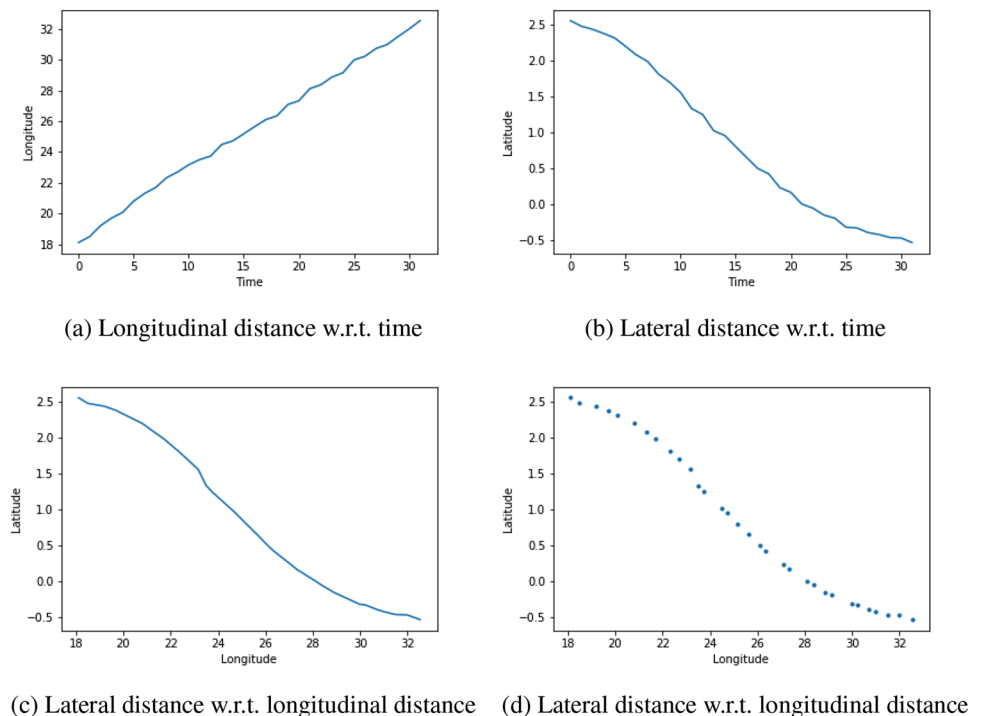 32
30
28
26
24
22
20
18
Longitude
0 5 10 15 20 25 30
Time
(a) Longitudinal distance w.r.t. time
2.5
2.0
1.5
1.0
0.5
0.0
−0.5
Latitude
0 5 10 15 20 25 30
Time
(b) Lateral distance w.r.t. time
2.5
2.0
1.5
1.0
0.5
0.0
−0.5
Latitude
18 20 22 24 26 28 30 32
Longitude
(c) Lateral distance w.r.t. longitudinal distance
2.5
2.0
1.5
1.0
0.5
0.0
−0.5
Latitude
18 20 22 24 26 28 30 32
Longitude
(d) Lateral distance w.r.t. longitudinal distance